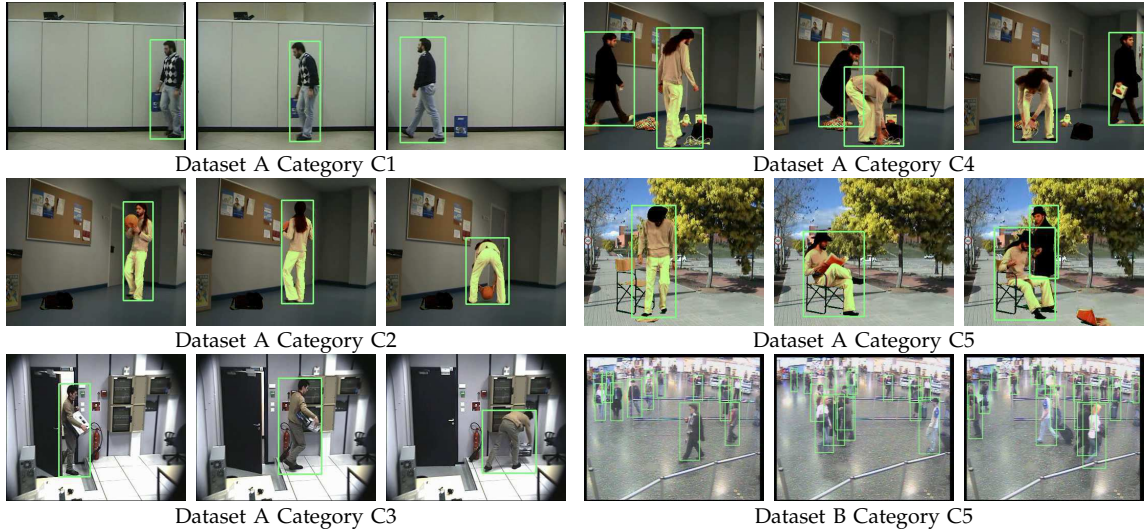 Dataset A Category C1
Dataset A Category C4
Dataset A Category C2
Dataset A Category C5
Dataset A Category C3
Dataset B Category C5